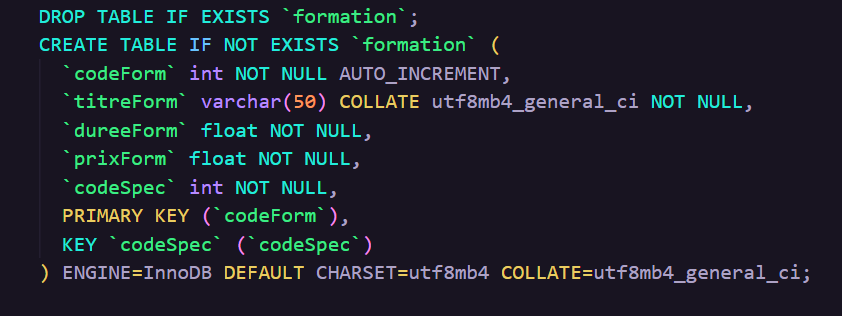 DROP TABLE IF EXISTS `formation`;
CREATE TABLE IF NOT EXISTS `formation` (
`codeForm` int NOT NULL AUTO_INCREMENT,
`titreForm` varchar(50) COLLATE utf8mb4_general_ci NOT NULL,
`dureeForm` float NOT NULL,
`prixForm` float NOT NULL,
`codeSpec` int NOT NULL,
PRIMARY KEY (`codeForm`),
KEY `codeSpec` (`codeSpec`)
) ENGINE=InnoDB DEFAULT CHARSET=utf8mb4 COLLATE=utf8mb4_general_ci;